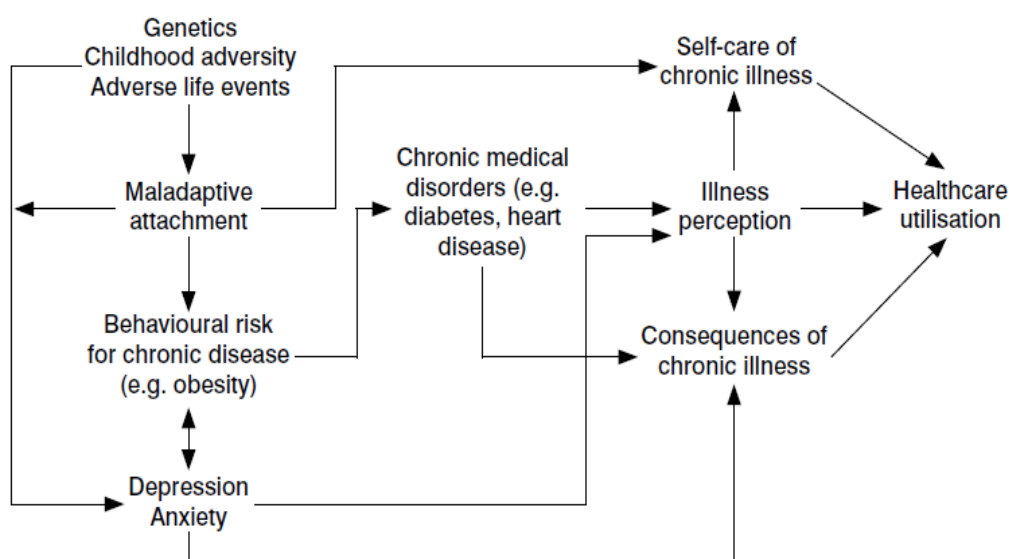 Genetics
Childhood adversity
Adverse life events
Self-care of
chronic illness
Maladaptive
attachment
Chronic medical
disorders (e.g.
diabetes, heart
disease)
Illness
perception
Healthcare
utilisation
Behavioural risk
for chronic disease
(e.g. obesity)
Consequences of
chronic illness
Depression
Anxiety